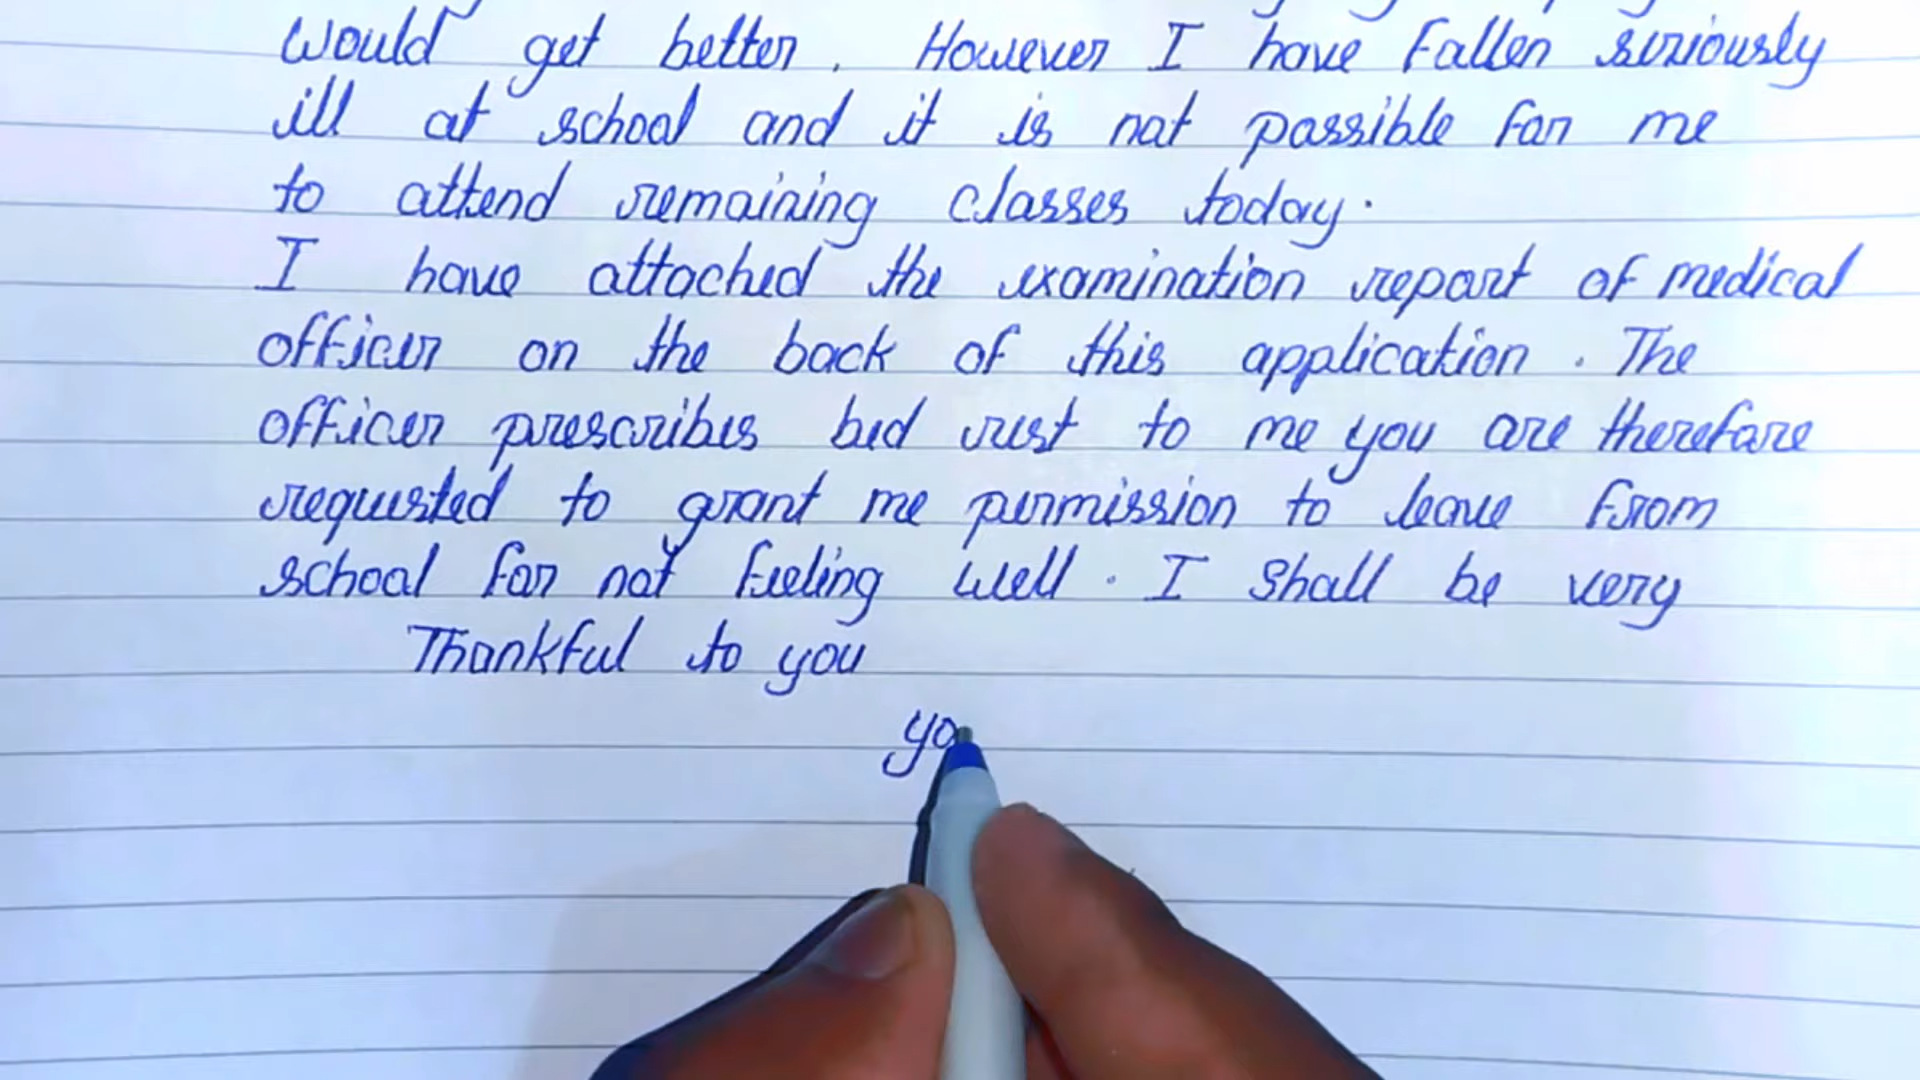 would get better. However I have Fallen seriously
ill at school and it is not possible for me
to attend remaining classes today.
I have attached the examination report of medical
officer on the back of this application. The
officer prescribes bed rest to me you are therefore
requested to grant me permission to leave from
school for not feeling well. I shall be very
Thankful to you
yo